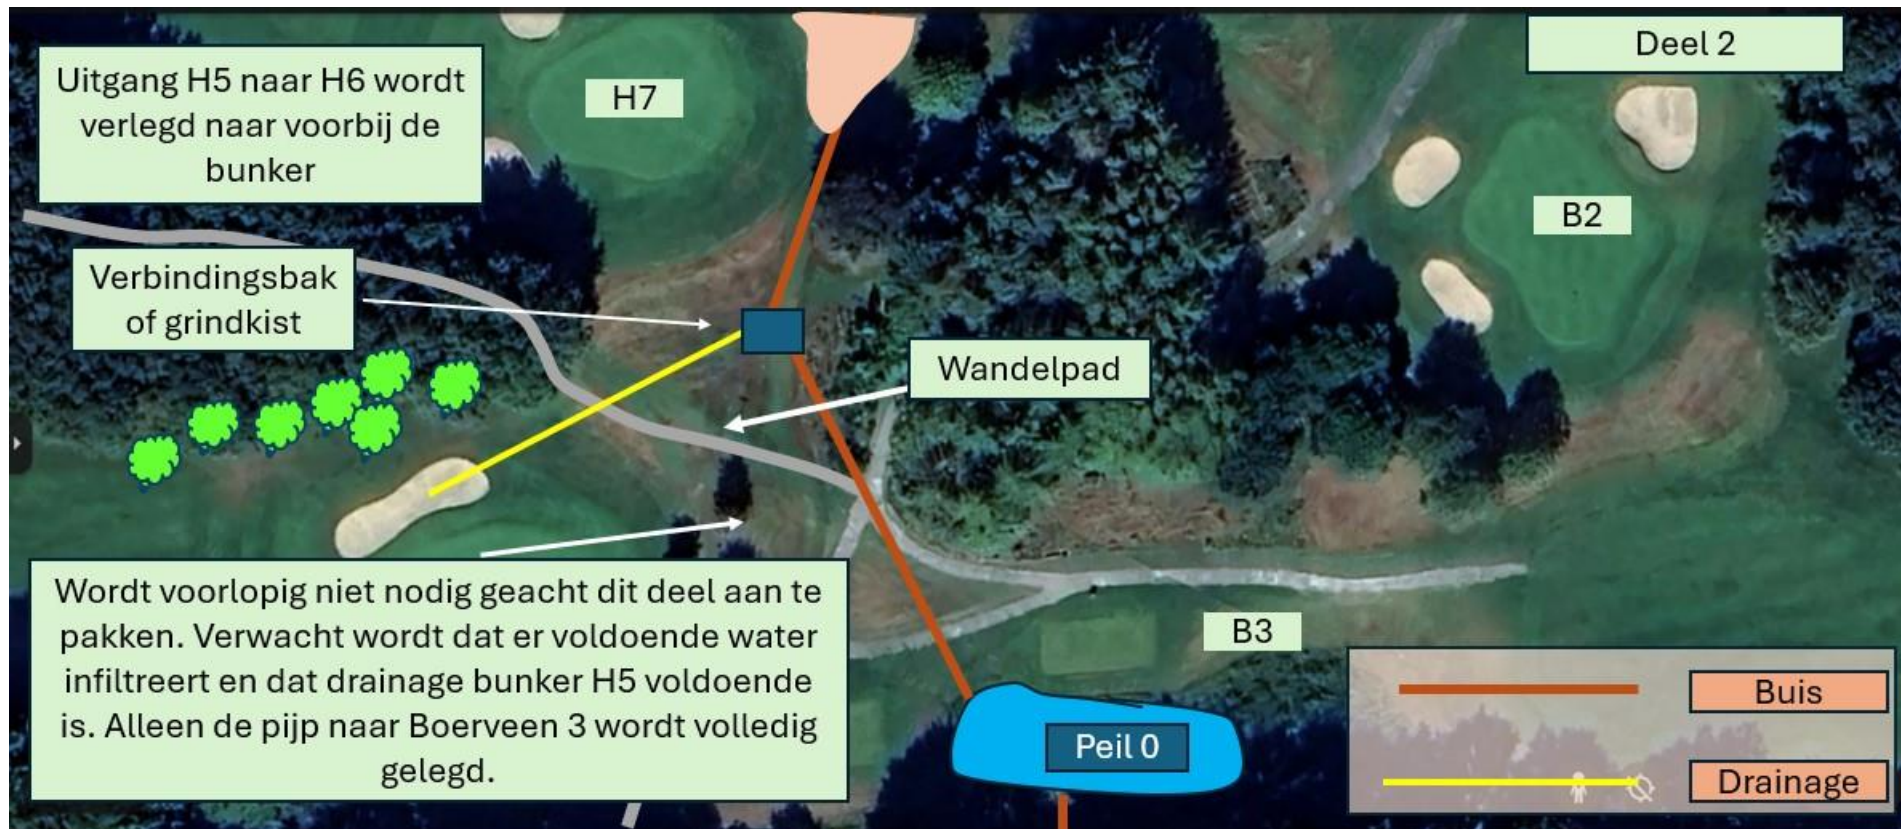 Uitgang H5 naar H6 wordt
verlegd naar voorbij de
bunker
H7
Deel 2
B2
Verbindingsbak
of grindkist
Wandelpad
Wordt voorlopig niet nodig geacht dit deel aan te
pakken. Verwacht wordt dat er voldoende water
infiltreert en dat drainage bunker H5 voldoende
is. Alleen de pijp naar Boerveen 3 wordt volledig
gelegd.
B3
Peil 0
Buis
Drainage